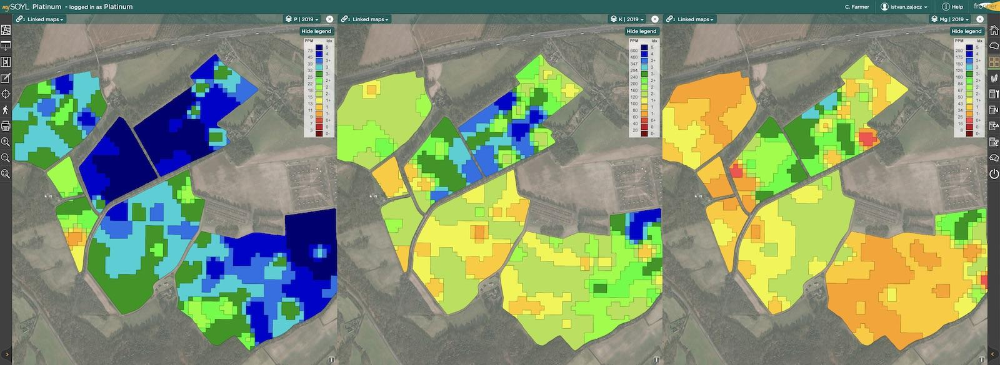 mySOYL Platinum - logged in as Platinum
C. Farmer
istvan.zajacz
Help
frontier
Linked maps
P | 2019
Hide legend
PPM Idx
5
73 4
45 3+
39 3
32 3-
25 2+
22 2
18 2-
15 1+
13 1
11 1-
9 0+
7 0
3 0-
Linked maps
K | 2019
Hide legend
PPM Idx
5
600 4
400 3+
347 3
294 3-
240 2+
200 2
160 2-
120 1+
100 1
80 1-
60 0+
40 0
20 0-
Linked maps
Mg | 2019
Hide legend
PPM Idx
5
250 4
175 3+
150 3
126 3-
100 2+
84 2
67 2-
50 1+
43 1
34 1-
25 0+
16 0
8 0-
N
CA